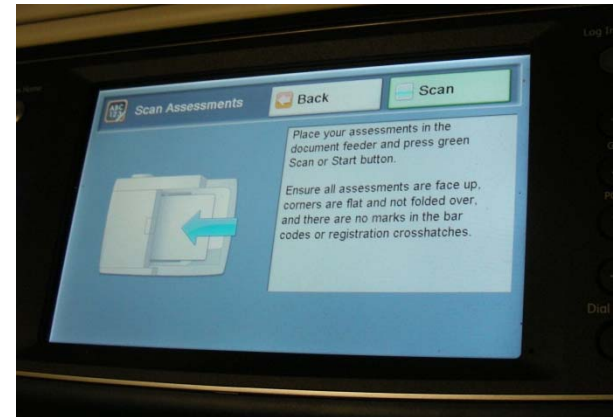 Log In
ABC
123
Scan Assessments
Back
Scan
Place your assessments in the
document feeder and press green
Scan or Start button.
Ensure all assessments are face up,
corners are flat and not folded over,
and there are no marks in the bar
codes or registration crosshatches.
Dial